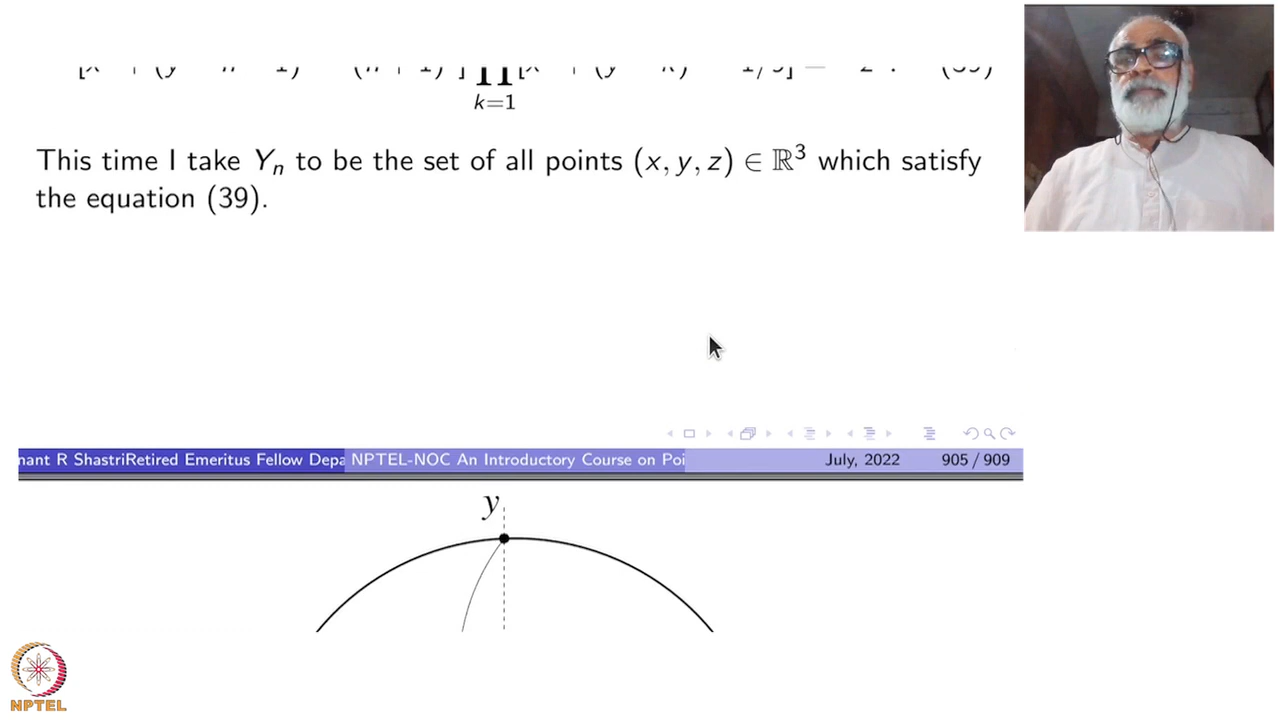 k=1
This time I take Yₙ to be the set of all points (x, y, z) ∈ ℝ³ which satisfy
the equation (39).
nant R ShastriRetired Emeritus Fellow Depa NPTEL-NOC An Introductory Course on Poi July, 2022 905 / 909
y
NPTEL